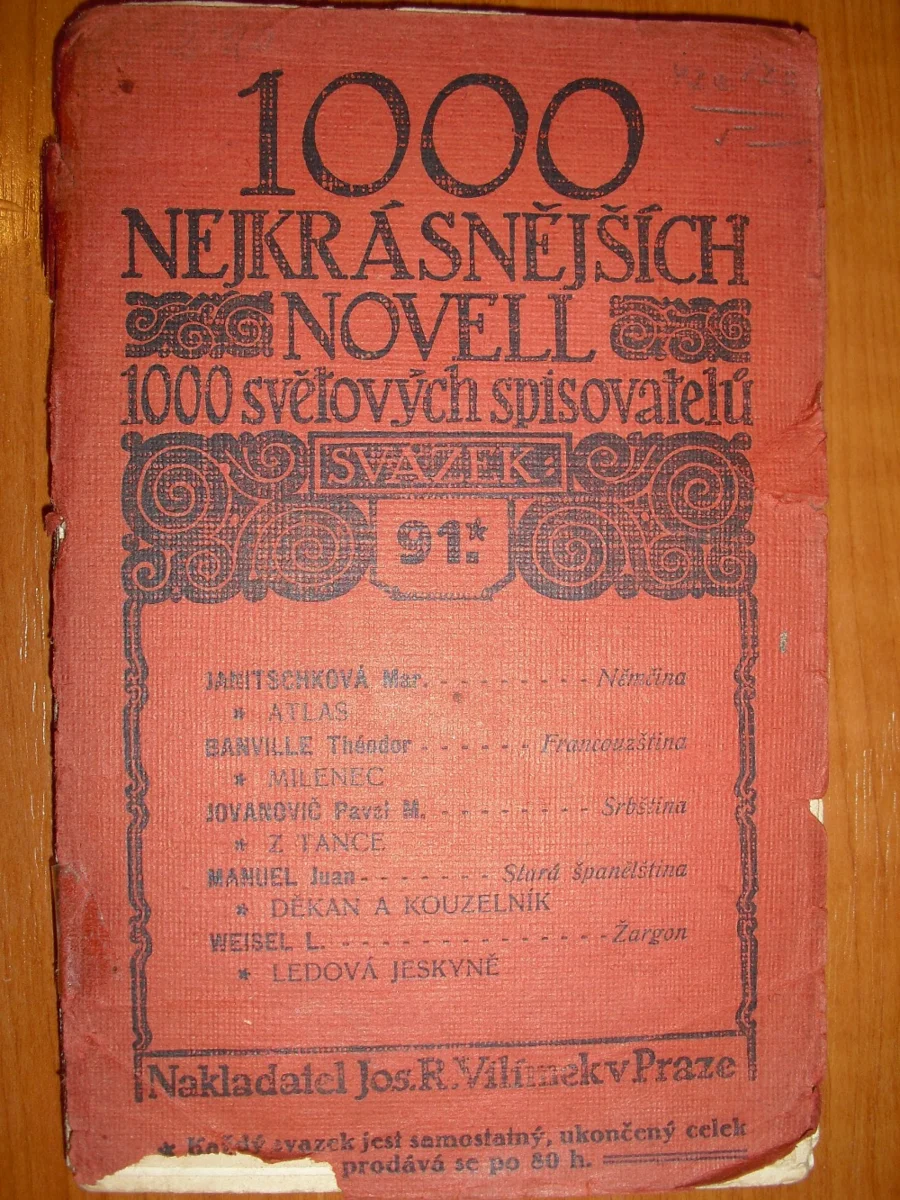 1000
NEJKRÁSNĚJŠÍCH
NOVELL
1000 světových spisovatelů
SVAZEK
91.*
JANITSCHKOVÁ Mar. - - - - - - - - Němčina
* ATLAS
BANVILLE Théodor - - - - - - Francouzština
* MILENEC
JOVANOVIĆ Pavel M. - - - - - - - - Srbština
* Z TANCE
MANUEL Juan - - - - - - - Stará španělština
* DĚKAN A KOUZELNÍK
WEISEL L. - - - - - - - - - - - - - - Žargon
* LEDOVÁ JESKYNĚ
Nakladatel Jos. R. Vilímek v Praze
* Každý svazek jest samostatný, ukončený celek
prodává se po 80 h.